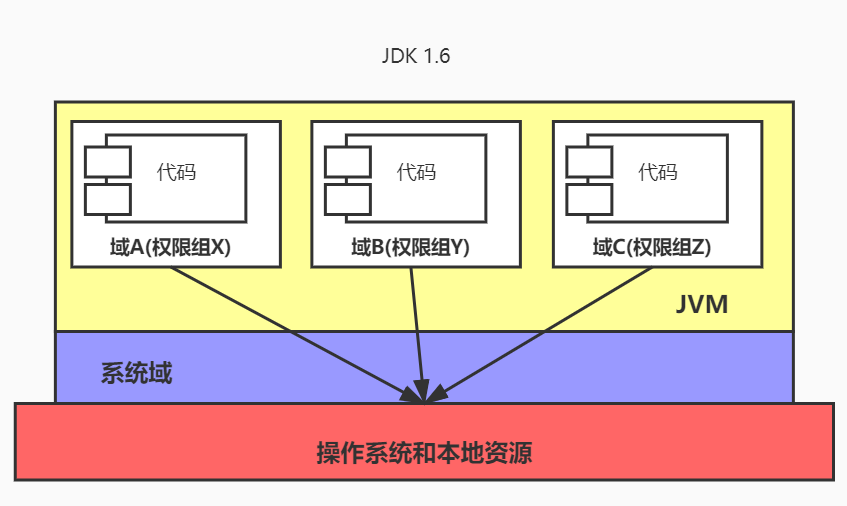 JDK 1.6
代码
代码
代码
域A(权限组X)
域B(权限组Y)
域C(权限组Z)
JVM
系统域
操作系统和本地资源